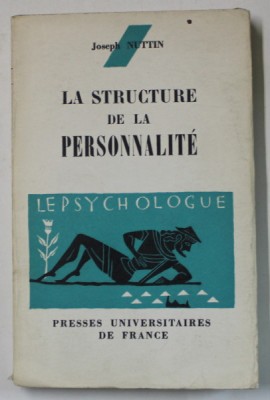 Joseph NUTTIN
LA STRUCTURE
DE LA
PERSONNALITÉ
LE PSYCHOLOGUE
PRESSES UNIVERSITAIRES
DE FRANCE